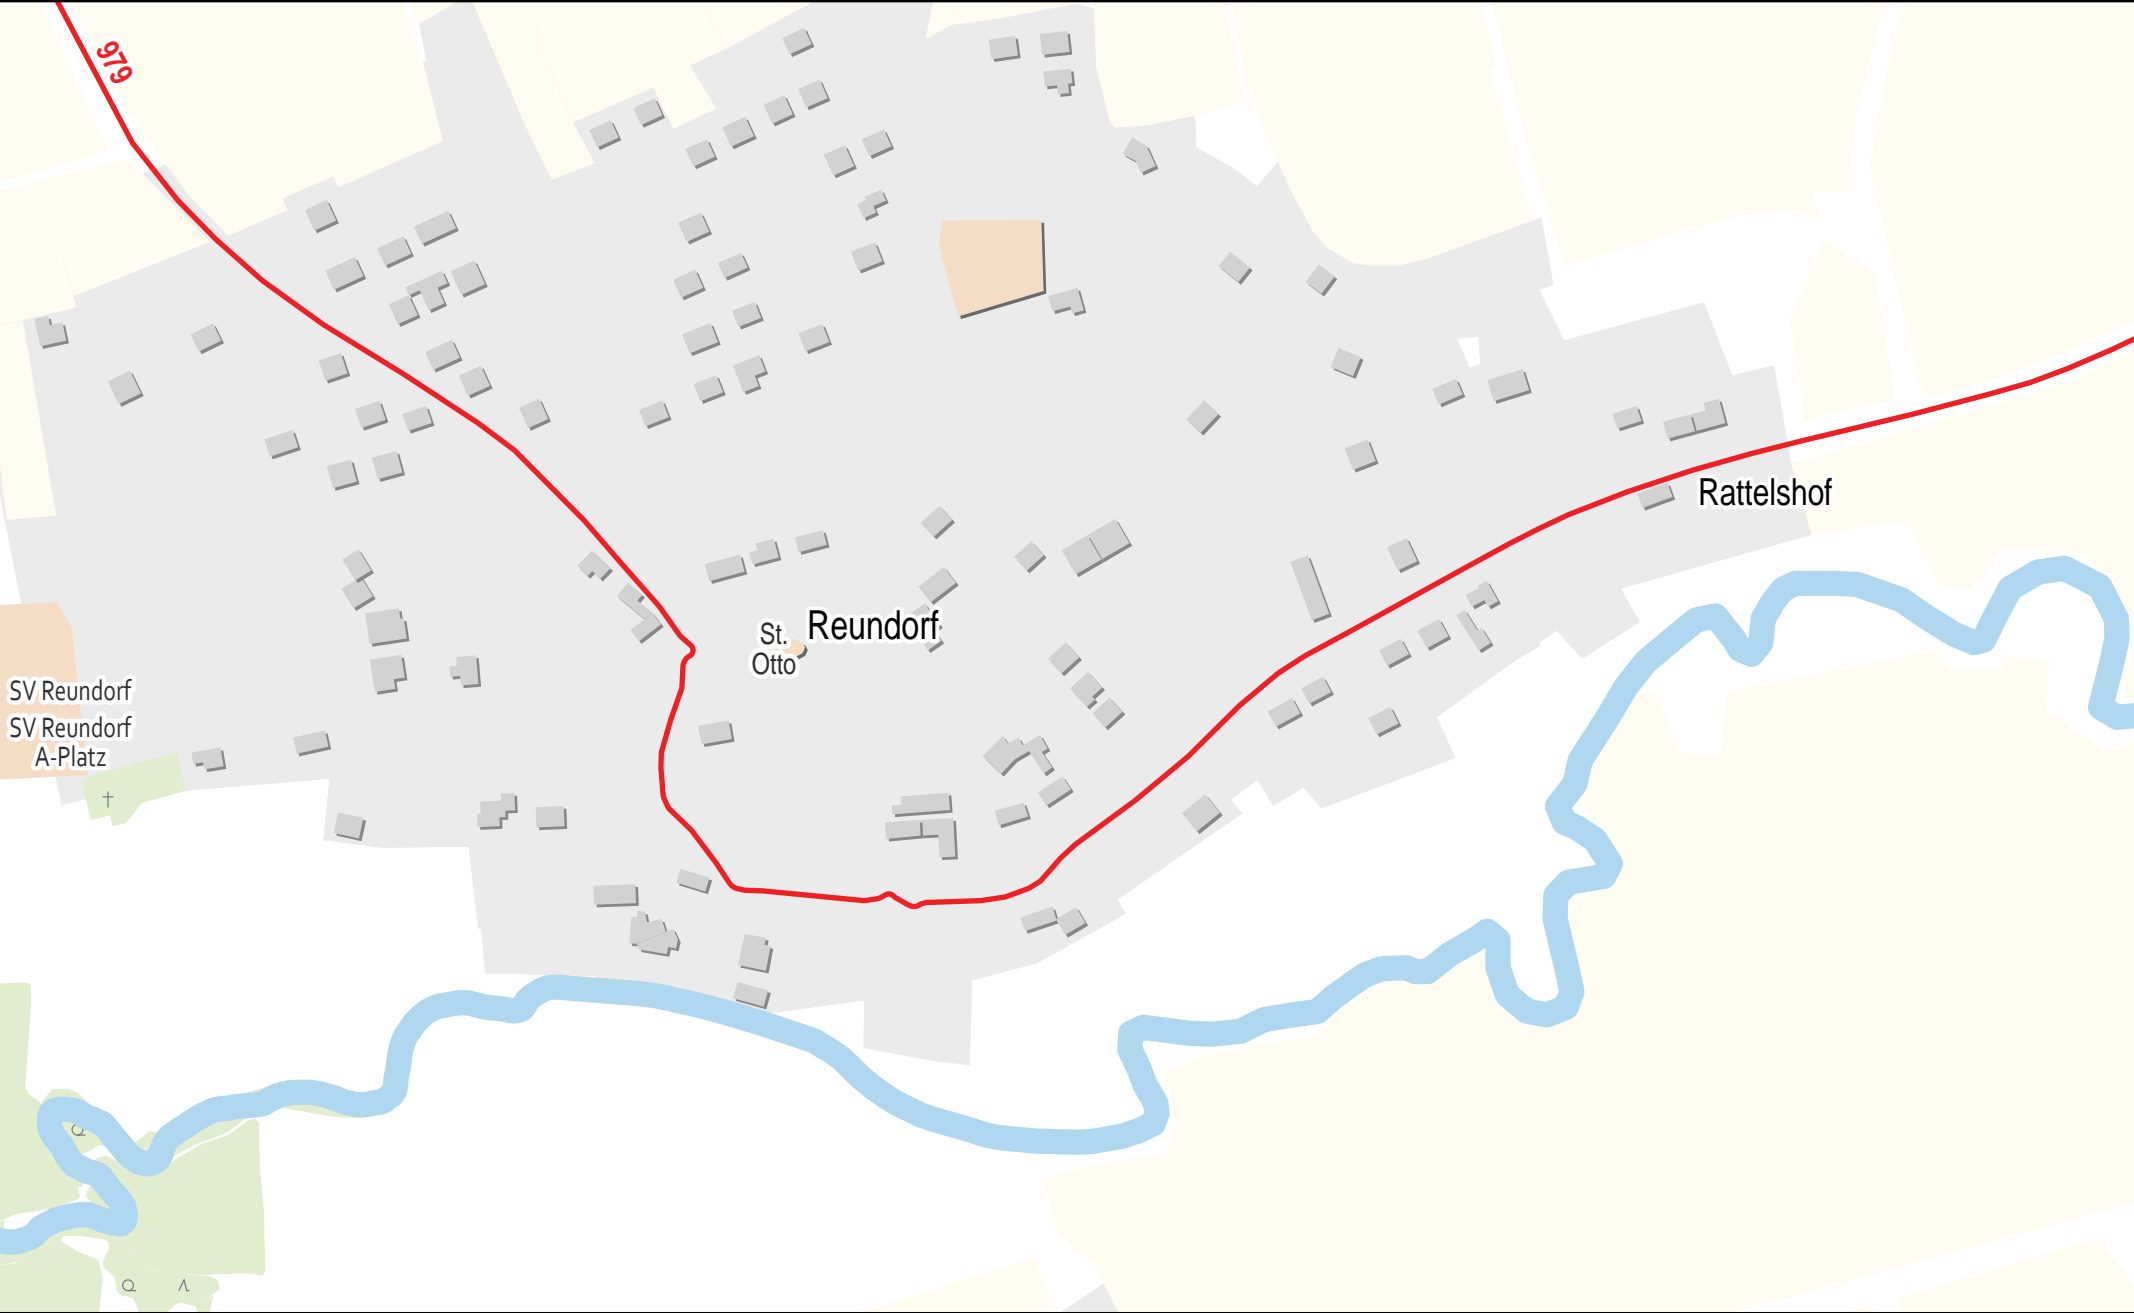 979
Rattelshof
St.
Otto
Reundorf
SV Reundorf
SV Reundorf
A-Platz